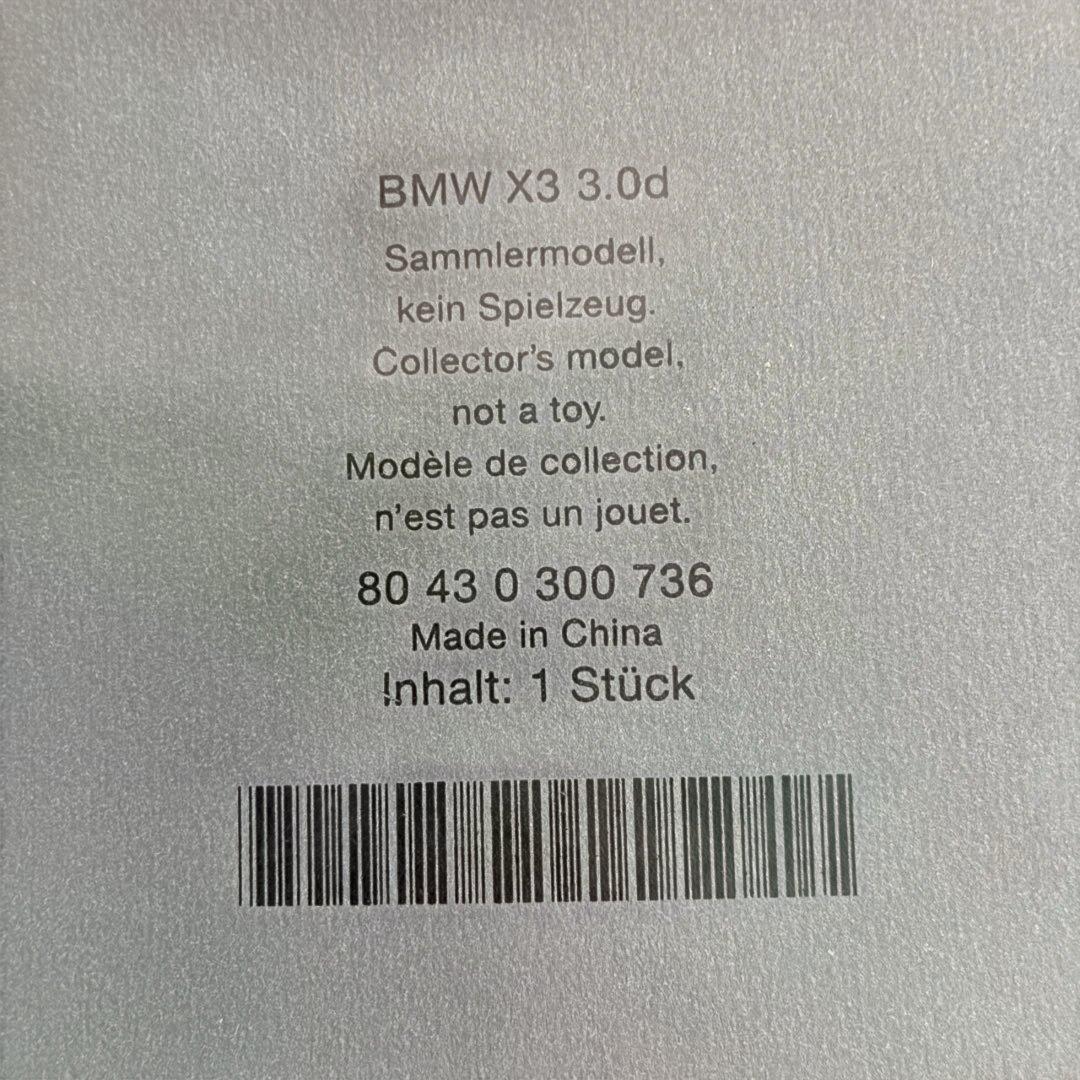 BMW X3 3.0d
Sammlermodell,
kein Spielzeug.
Collector's model,
not a toy.
Modèle de collection,
n'est pas un jouet.
80 43 0 300 736
Made in China
Inhalt: 1 Stück